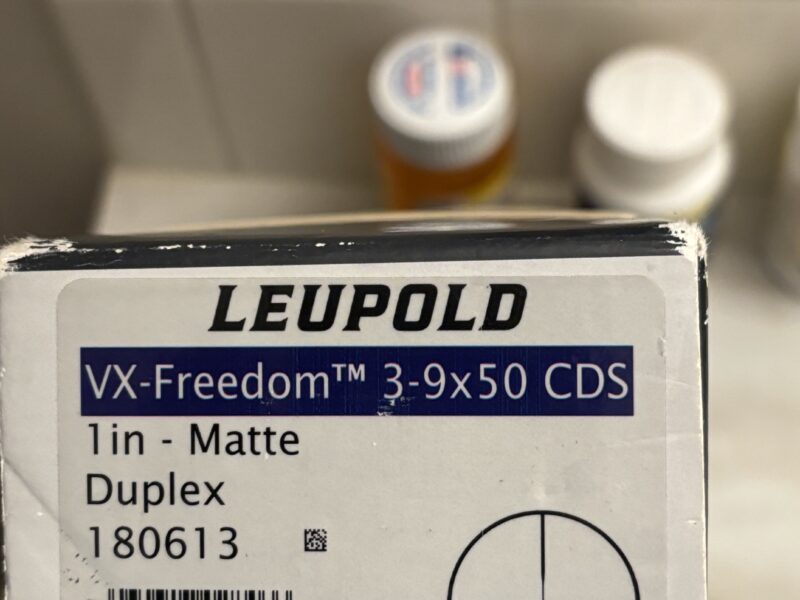 LEUPOLD
VX-Freedom™ 3-9x50 CDS
1in - Matte
Duplex
180613